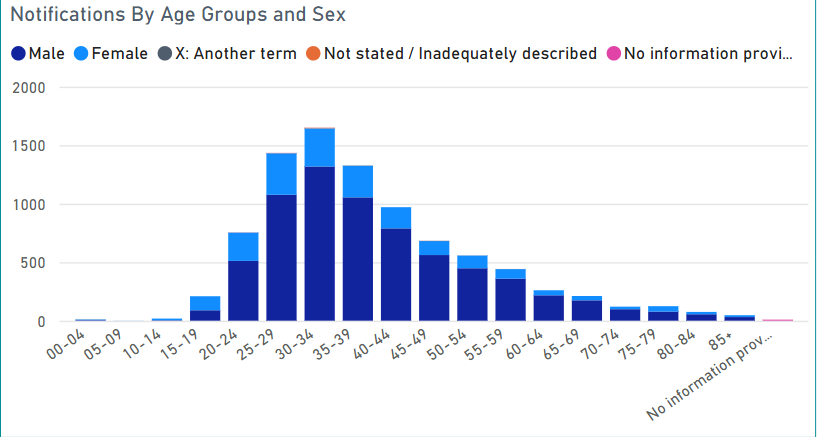 Notifications By Age Groups and Sex
Male Female X: Another term Not stated / Inadequately described No information provi...
2000
1500
1000
500
0
00-04 05-09 10-14 15-19 20-24 25-29 30-34 35-39 40-44 45-49 50-54 55-59 60-64 65-69 70-74 75-79 80-84 85+ No information prov...